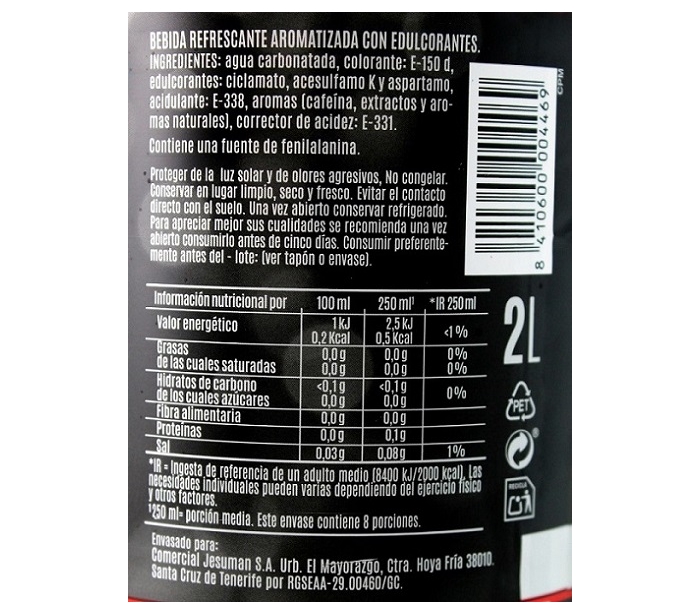 BEBIDA REFRESCANTE AROMATIZADA CON EDULCORANTES.
INGREDIENTES: agua carbonatada, colorante: E-150 d,
edulcorantes: ciclamato, acesulfamo K y aspartamo,
acidulante: E-338, aromas (cafeína, extractos y aro-
mas naturales), corrector de acidez: E-331.
Contiene una fuente de fenilalanina.
Proteger de la luz solar y de olores agresivos, No congelar.
Conservar en lugar limpio, seco y fresco. Evitar el contacto
directo con el suelo. Una vez abierto conservar refrigerado.
Para apreciar mejor sus cualidades se recomienda una vez
abierto consumirlo antes de cinco días. Consumir preferente-
mente antes del - lote: (ver tapón o envase).
CPM
8 410600 004469
Información nutricional por 100 ml 250 ml¹ *IR 250 ml
Valor energético 1 kJ 2,5 kJ <1%
0,2 Kcal 0,5 Kcal
Grasas 0,0 g 0,0 g 0%
de las cuales saturadas 0,0 g 0,0 g 0%
Hidratos de carbono <0,1 g <0,1 g 0%
de los cuales azúcares 0,0 g 0,0 g
Fibra alimentaria 0,0 g 0,0 g
Proteínas 0,0 g 0,1 g
Sal 0,03 g 0,08 g 1%
*IR = Ingesta de referencia de un adulto medio (8400 kJ/2000 kcal). Las
necesidades individuales pueden varias dependiendo del ejercicio físico
y otros factores.
¹250 ml= porción media. Este envase contiene 8 porciones.
2L
PET
RECICLA
Envasado para:
Comercial Jesuman S.A. Urb. El Mayorazgo, Ctra. Hoya Fría 38010.
Santa Cruz de Tenerife por RGSEAA-29.00460/GC.